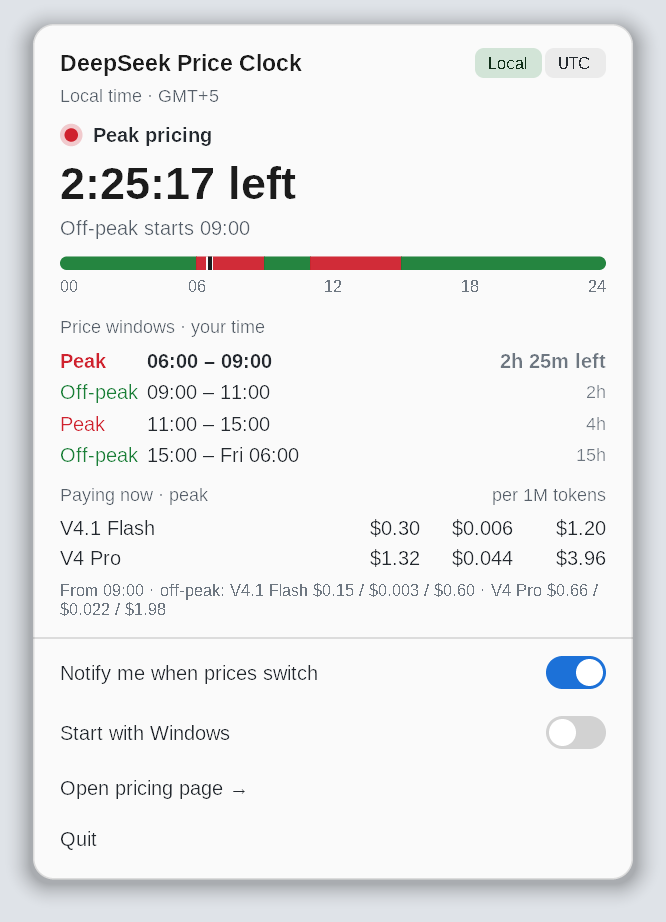 DeepSeek Price Clock Local UTC
Local time · GMT+5
Peak pricing
2:25:17 left
Off-peak starts 09:00
00 06 12 18 24
Price windows · your time
Peak 06:00 – 09:00 2h 25m left
Off-peak 09:00 – 11:00 2h
Peak 11:00 – 15:00 4h
Off-peak 15:00 – Fri 06:00 15h
Paying now · peak per 1M tokens
V4.1 Flash $0.30 $0.006 $1.20
V4 Pro $1.32 $0.044 $3.96
From 09:00 · off-peak: V4.1 Flash $0.15 / $0.003 / $0.60 · V4 Pro $0.66 /
$0.022 / $1.98
Notify me when prices switch
Start with Windows
Open pricing page →
Quit